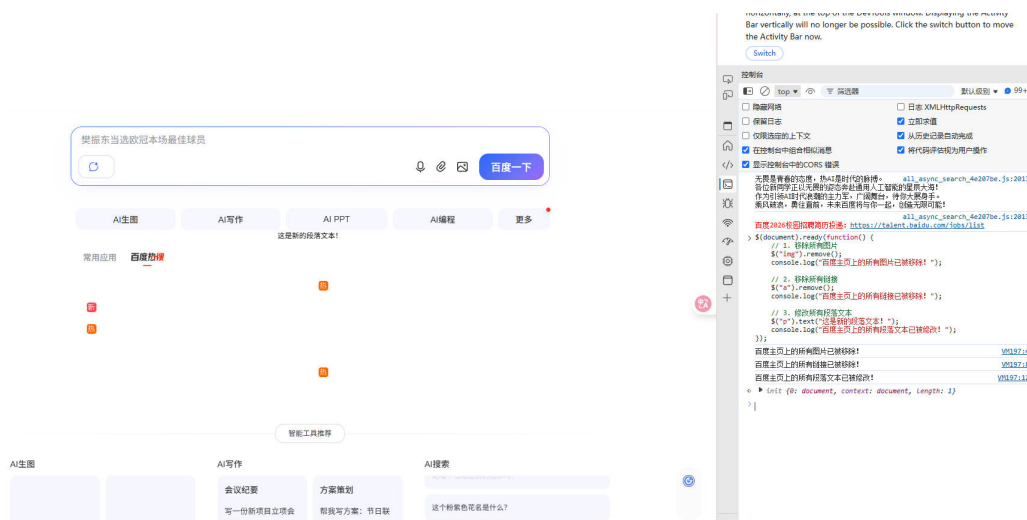 horizontally, at the top of the DevTools window. Displaying the Activity
Bar vertically will no longer be possible. Click the switch button to move
the Activity Bar now.
Switch
控制台
top
筛选器
默认级别
99+
隐藏网络
日志 XMLHttpRequests
保留日志
立即求值
仅限选定的上下文
从历史记录自动完成
在控制台中组合相似消息
将代码评估视为用户操作
显示控制台中的CORS 错误
无畏是青春的态度，热AI是时代的脉搏。 all_async_search_4e207be.js:201
各位新同学正以无畏的姿态奔赴通用人工智能的星辰大海！
作为引领AI时代浪潮的主力军，广阔舞台，待你大展身手。
乘风破浪，勇往直前，未来百度将与你一起，创造无限可能！
all_async_search_4e207be.js:201
百度2026校园招聘简历投递：https://talent.baidu.com/jobs/list
$(document).ready(function() {
// 1. 移除所有图片
$("img").remove();
console.log("百度主页上的所有图片已被移除！");
// 2. 移除所有链接
$("a").remove();
console.log("百度主页上的所有链接已被移除！");
// 3. 修改所有段落文本
$("p").text("这是新的段落文本！");
console.log("百度主页上的所有段落文本已被修改！");
});
百度主页上的所有图片已被移除！ VM197:
百度主页上的所有链接已被移除！ VM197:
百度主页上的所有段落文本已被修改！ VM197:12
init {0: document, context: document, length: 1}
樊振东当选欧冠本场最佳球员
百度一下
AI生图
AI写作
AI PPT
AI编程
更多
这是新的段落文本！
常用应用
百度热搜
热
新
热
热
智能工具推荐
AI生图
AI写作
AI搜索
会议纪要
方案策划
写一份新项目立项会
帮我写方案：节日联
这个粉紫色花名是什么？